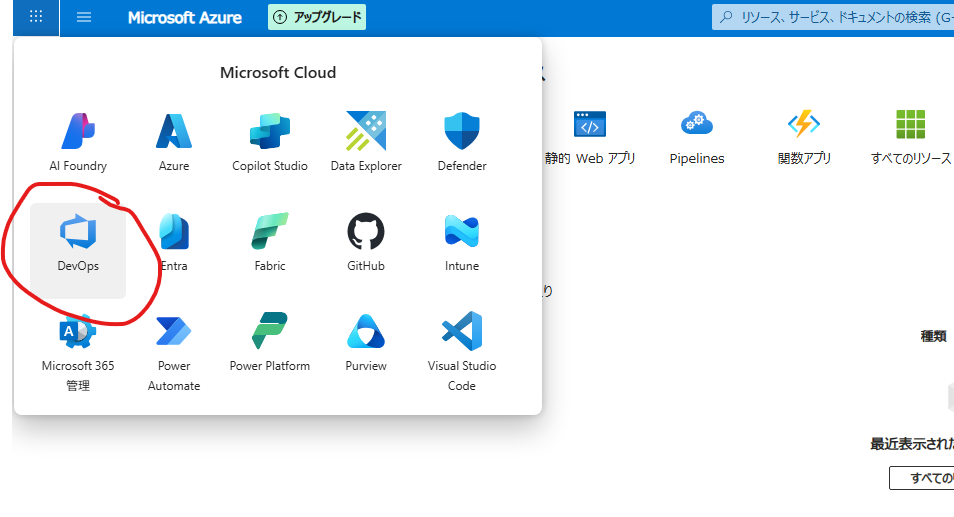 Microsoft Azure
アップグレード
リソース、サービス、ドキュメントの検索 (G-
Microsoft Cloud
ス
AI Foundry
Azure
Copilot Studio
Data Explorer
Defender
静的 Web アプリ
Pipelines
関数アプリ
すべてのリソース
DevOps
Entra
Fabric
GitHub
Intune
り
種類
Microsoft 365
管理
Power
Automate
Power Platform
Purview
Visual Studio
Code
最近表示された
すべての